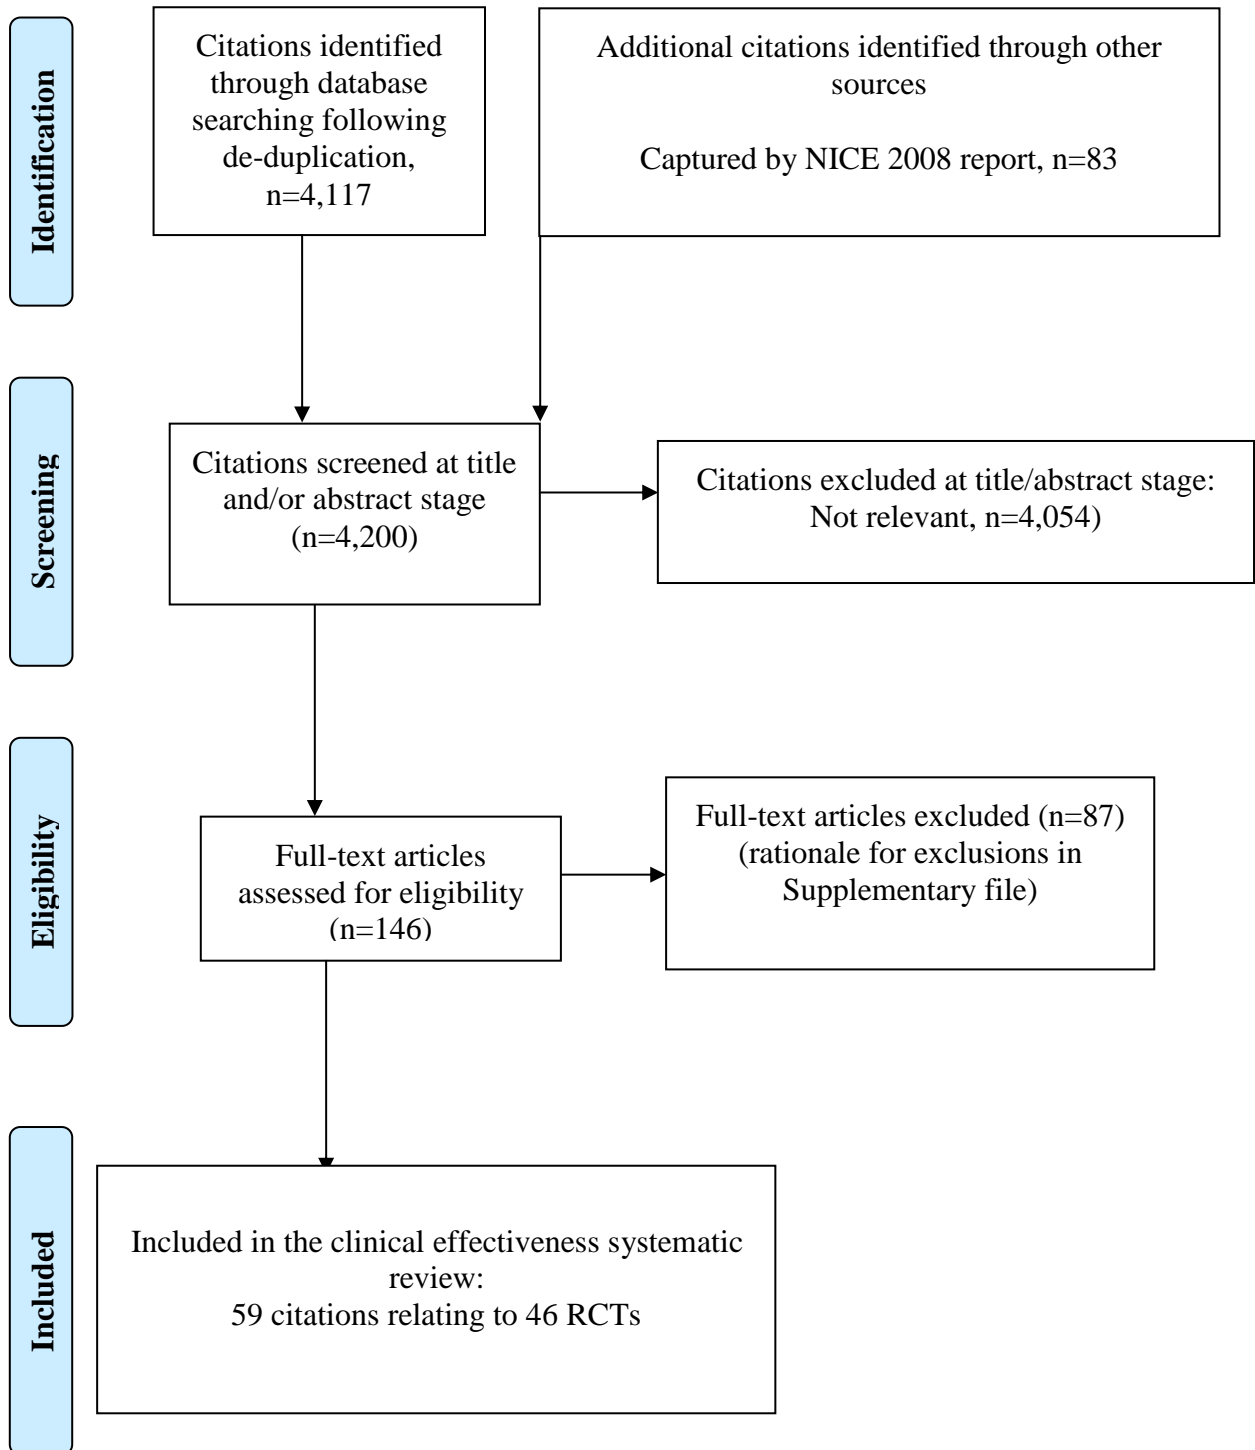 Identification
Citations identified
through database
searching following
de-duplication,
n=4,117
Additional citations identified through other
sources
Captured by NICE 2008 report, n=83
Screening
Citations screened at title
and/or abstract stage
(n=4,200)
Citations excluded at title/abstract stage:
Not relevant, n=4,054)
Eligibility
Full-text articles
assessed for eligibility
(n=146)
Full-text articles excluded (n=87)
(rationale for exclusions in
Supplementary file)
Included
Included in the clinical effectiveness systematic
review:
59 citations relating to 46 RCTs